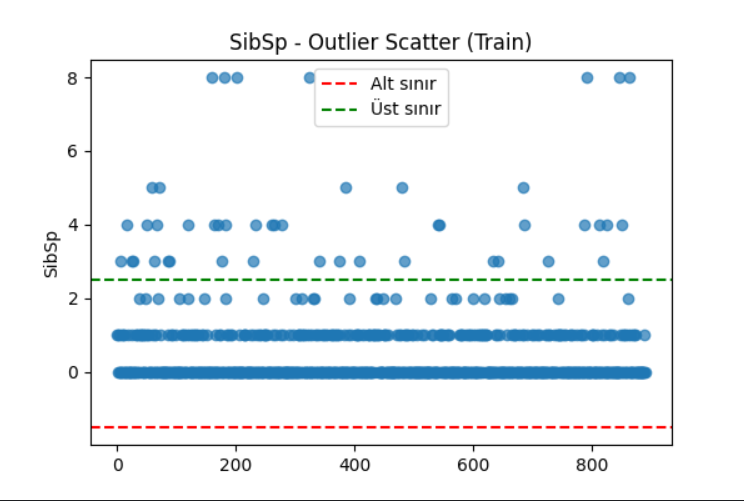 SibSp - Outlier Scatter (Train)
Alt sınır
Üst sınır
SibSp
8
6
4
2
0
0 200 400 600 800